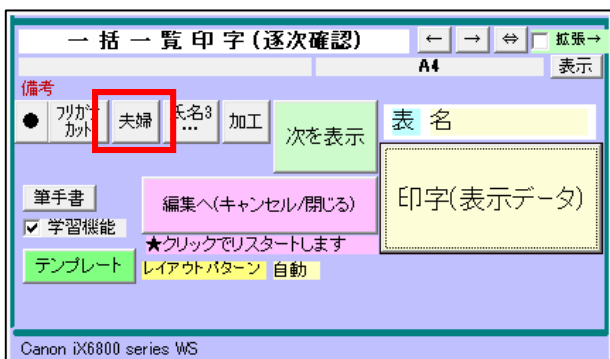 一 括 一 覧 印 字 (逐次確認) ← → ⇔ 拡張→
A4 表示
備考
● フリガナカット 夫婦 氏名3 … 加工 次を表示 表 名
印字(表示データ)
筆手書 編集へ(キャンセル/閉じる)
学習機能 ★クリックでリスタートします
テンプレート レイアウトパターン 自動
Canon iX6800 series WS